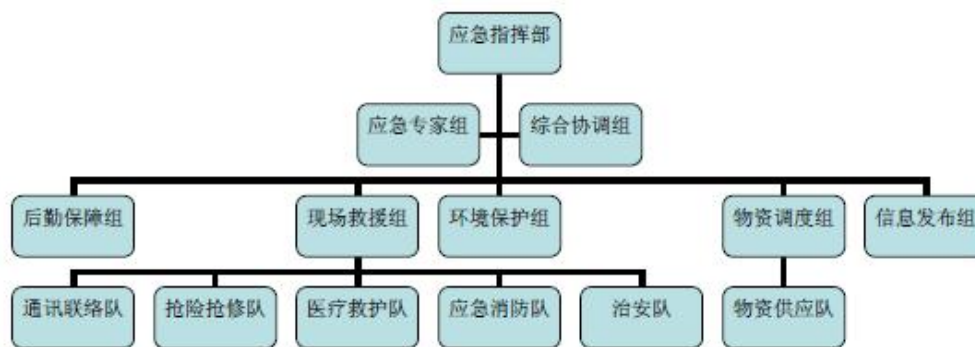 应急指挥部
应急专家组
综合协调组
后勤保障组
现场救援组
环境保护组
物资调度组
信息发布组
通讯联络队
抢险抢修队
医疗救护队
应急消防队
治安队
物资供应队